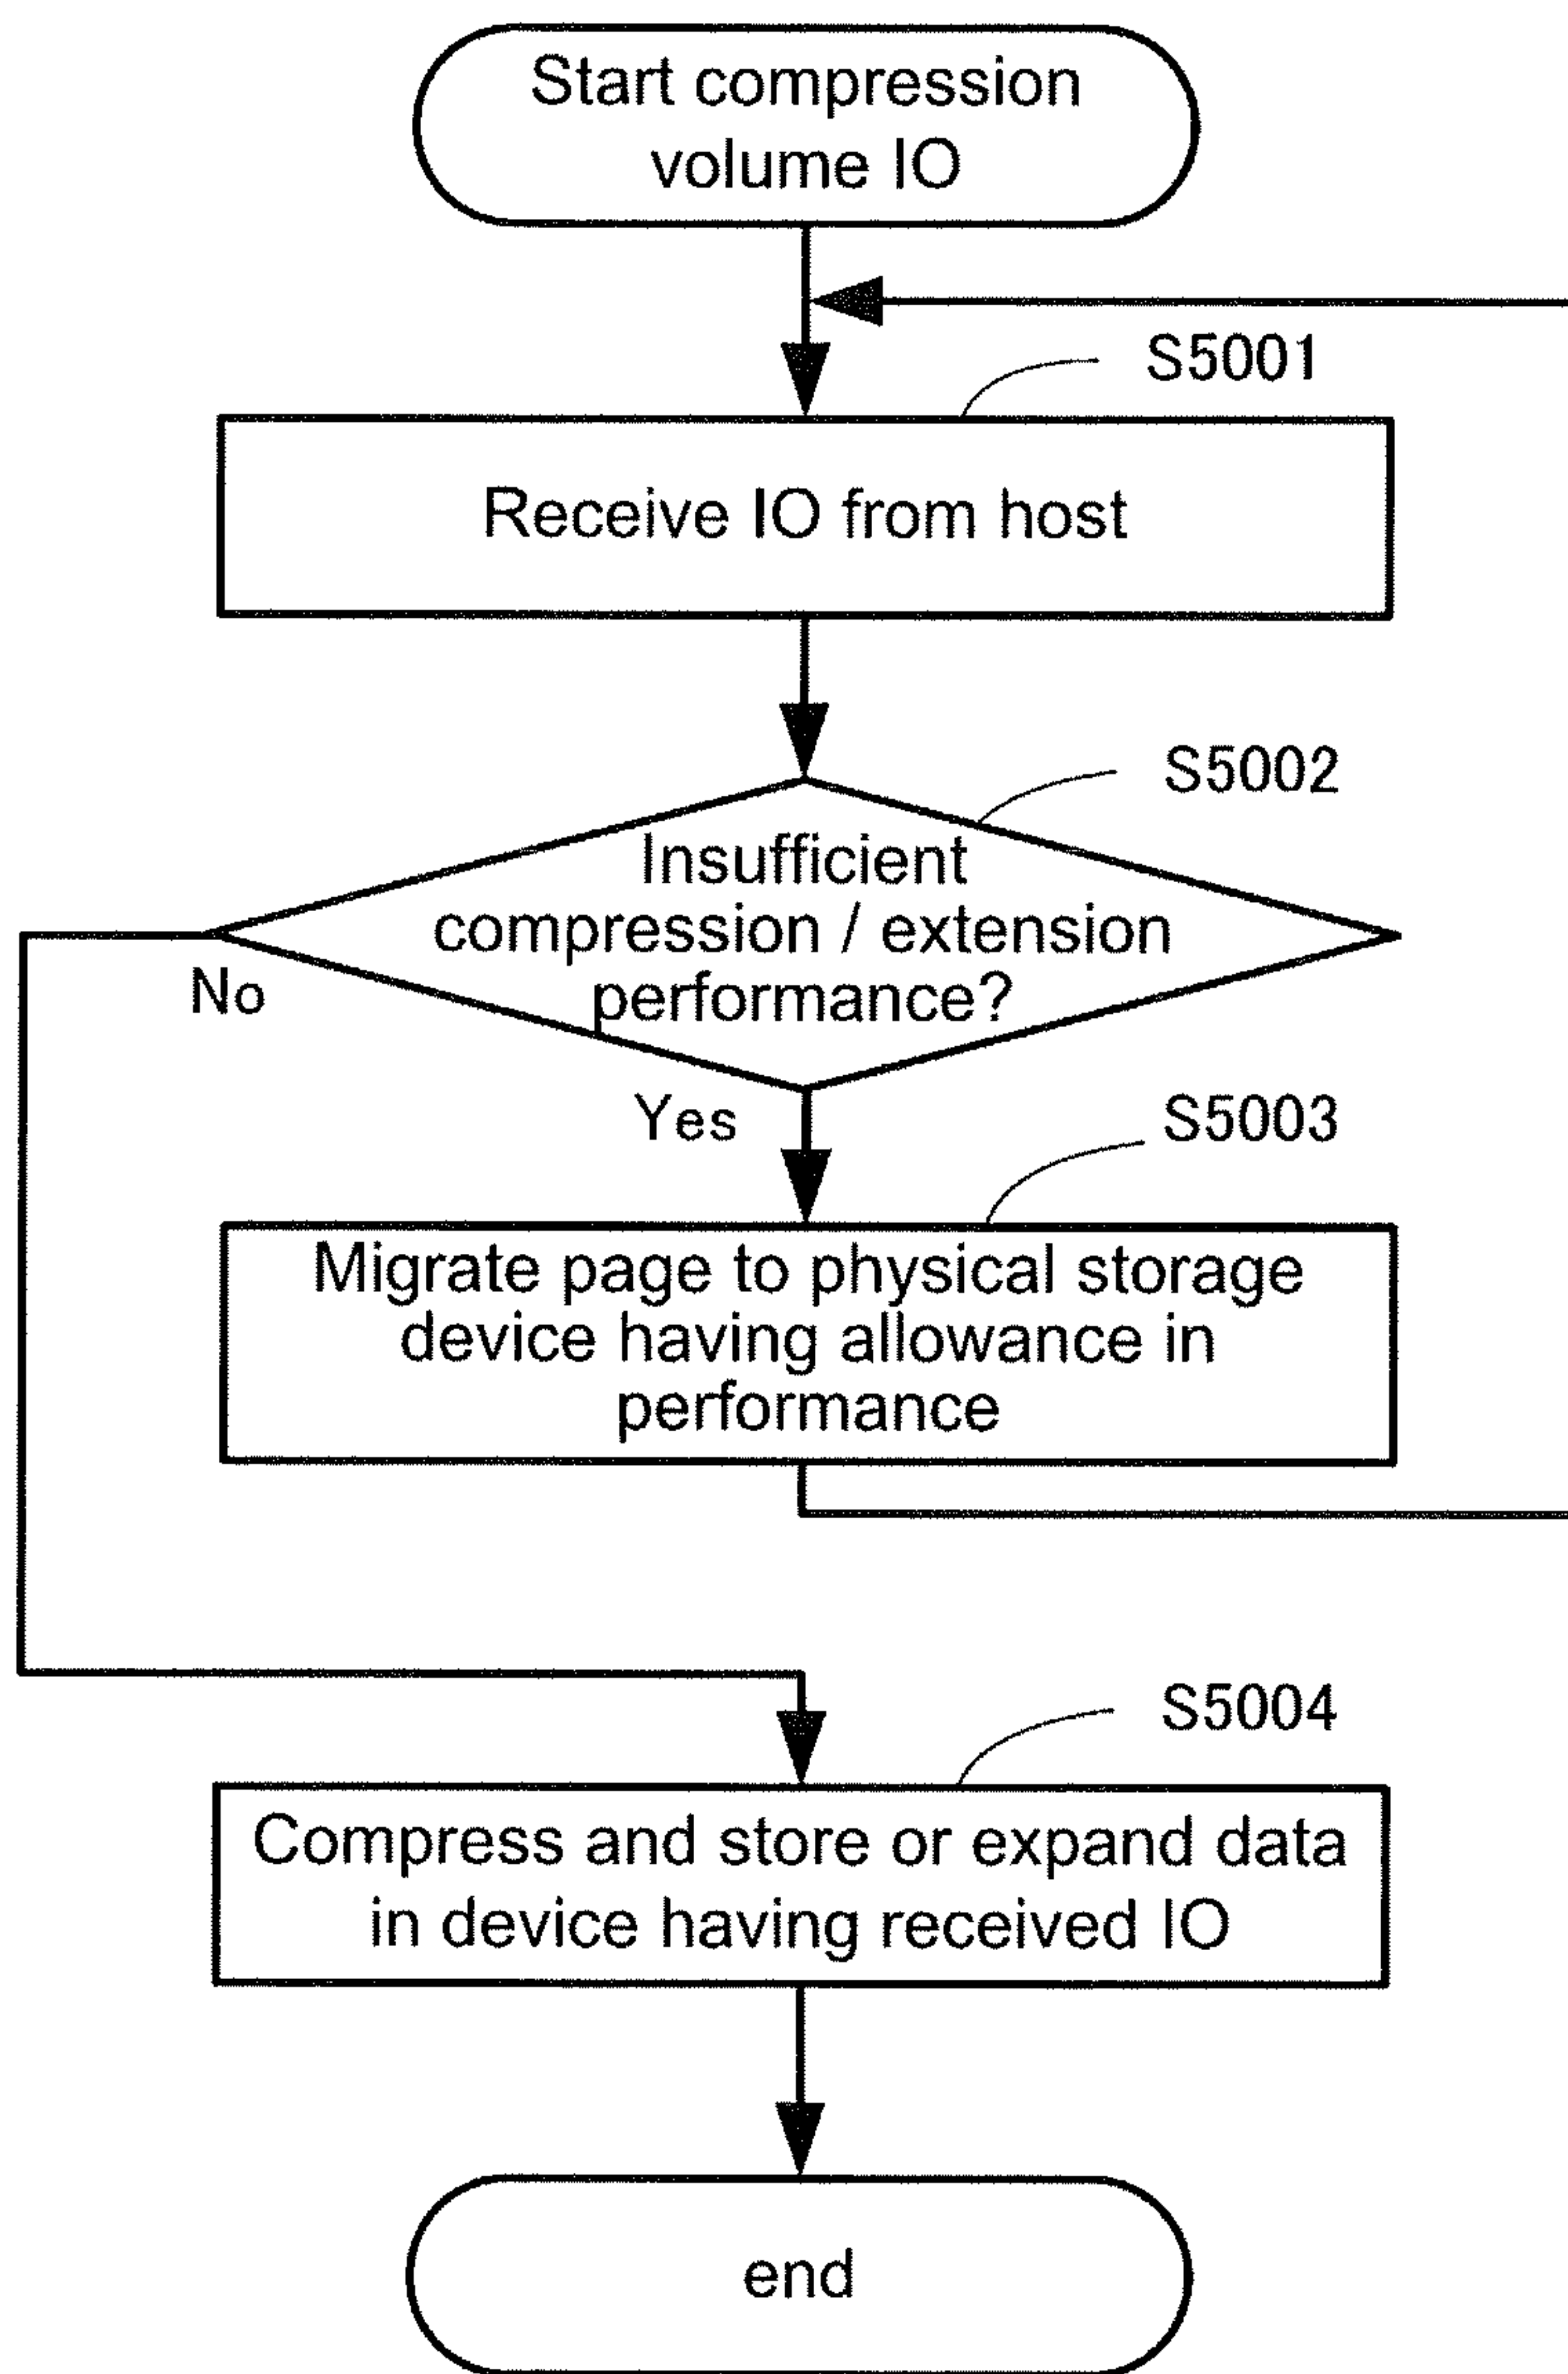 Start compression
volume IO
S5001
Receive IO from host
S5002
Insufficient
compression / extension
performance?
No
Yes
S5003
Migrate page to physical storage
device having allowance in
performance
S5004
Compress and store or expand data
in device having received IO
end